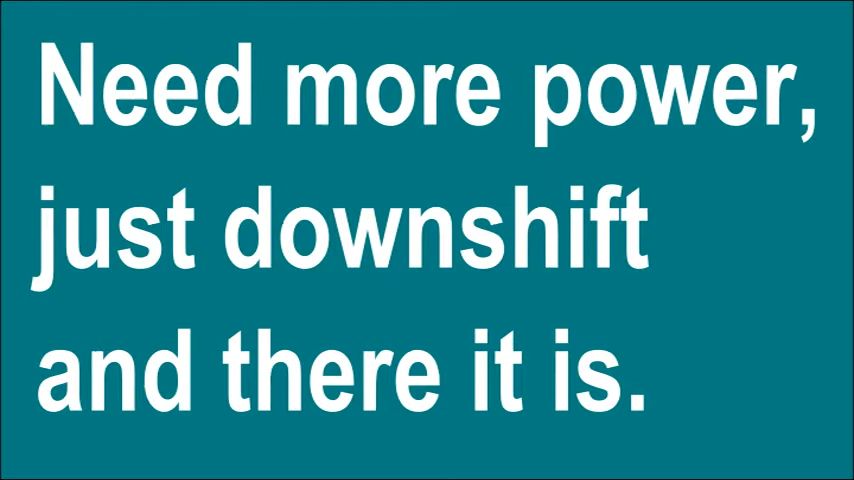 Need more power,
just downshift
and there it is.